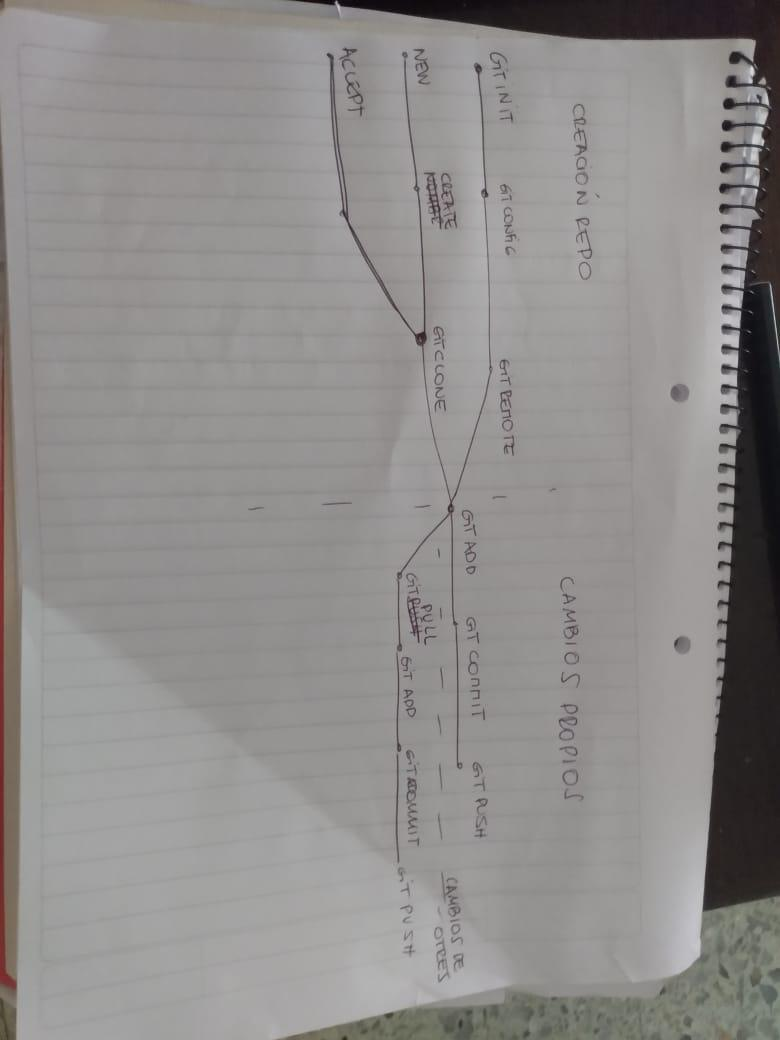 CREACIÓN REPO
CAMBIOS PROPIOS
GIT INIT
GIT CONFIG
GIT REMOTE
GIT ADD
GIT COMMIT
GIT PUSH
NEW
CREATE
GIT CLONE
CAMBIOS DE
OTRES
GIT PULL
GIT ADD
GIT COMMIT
GIT PUSH
ACCEPT